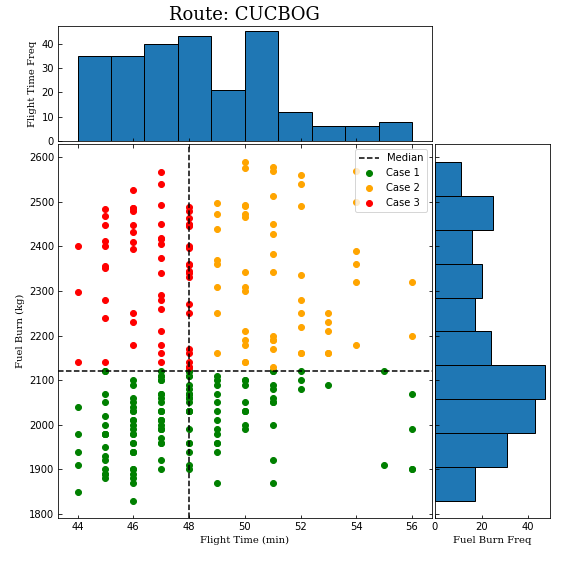 Route: CUCBOG
Flight Time Freq
40
30
20
10
0
Median
Case 1
Case 2
Case 3
Fuel Burn (kg)
2600
2500
2400
2300
2200
2100
2000
1900
1800
44 46 48 50 52 54 56
Flight Time (min)
0 20 40
Fuel Burn Freq